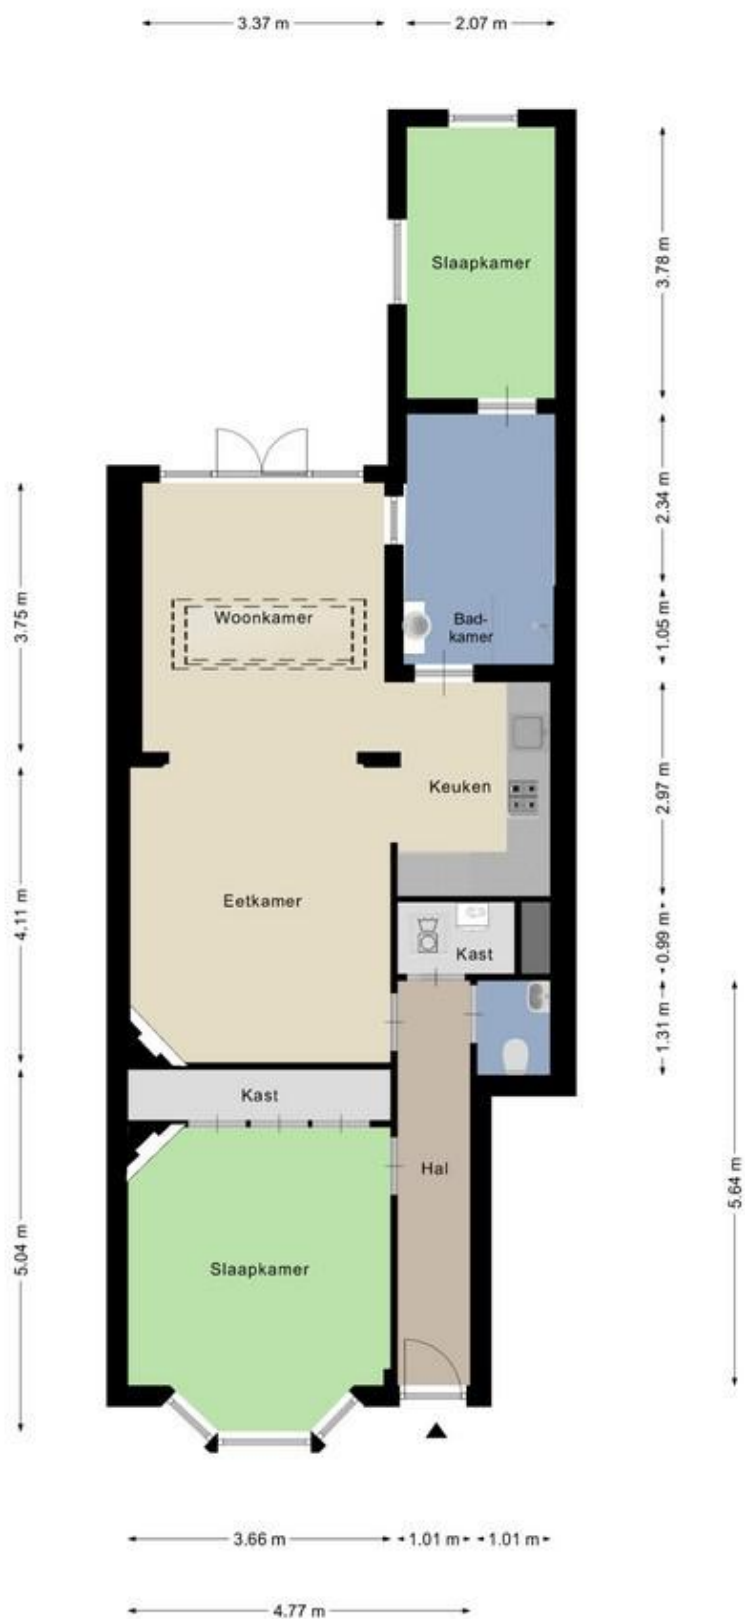 3.37 m
2.07 m
Slaapkamer
3.78 m
2.34 m
Woonkamer
Bad-
kamer
1.05 m
3.75 m
Keuken
2.97 m
Eetkamer
4.11 m
Kast
0.99 m
1.31 m
Kast
Hal
5.64 m
5.04 m
Slaapkamer
3.66 m
1.01 m
1.01 m
4.77 m